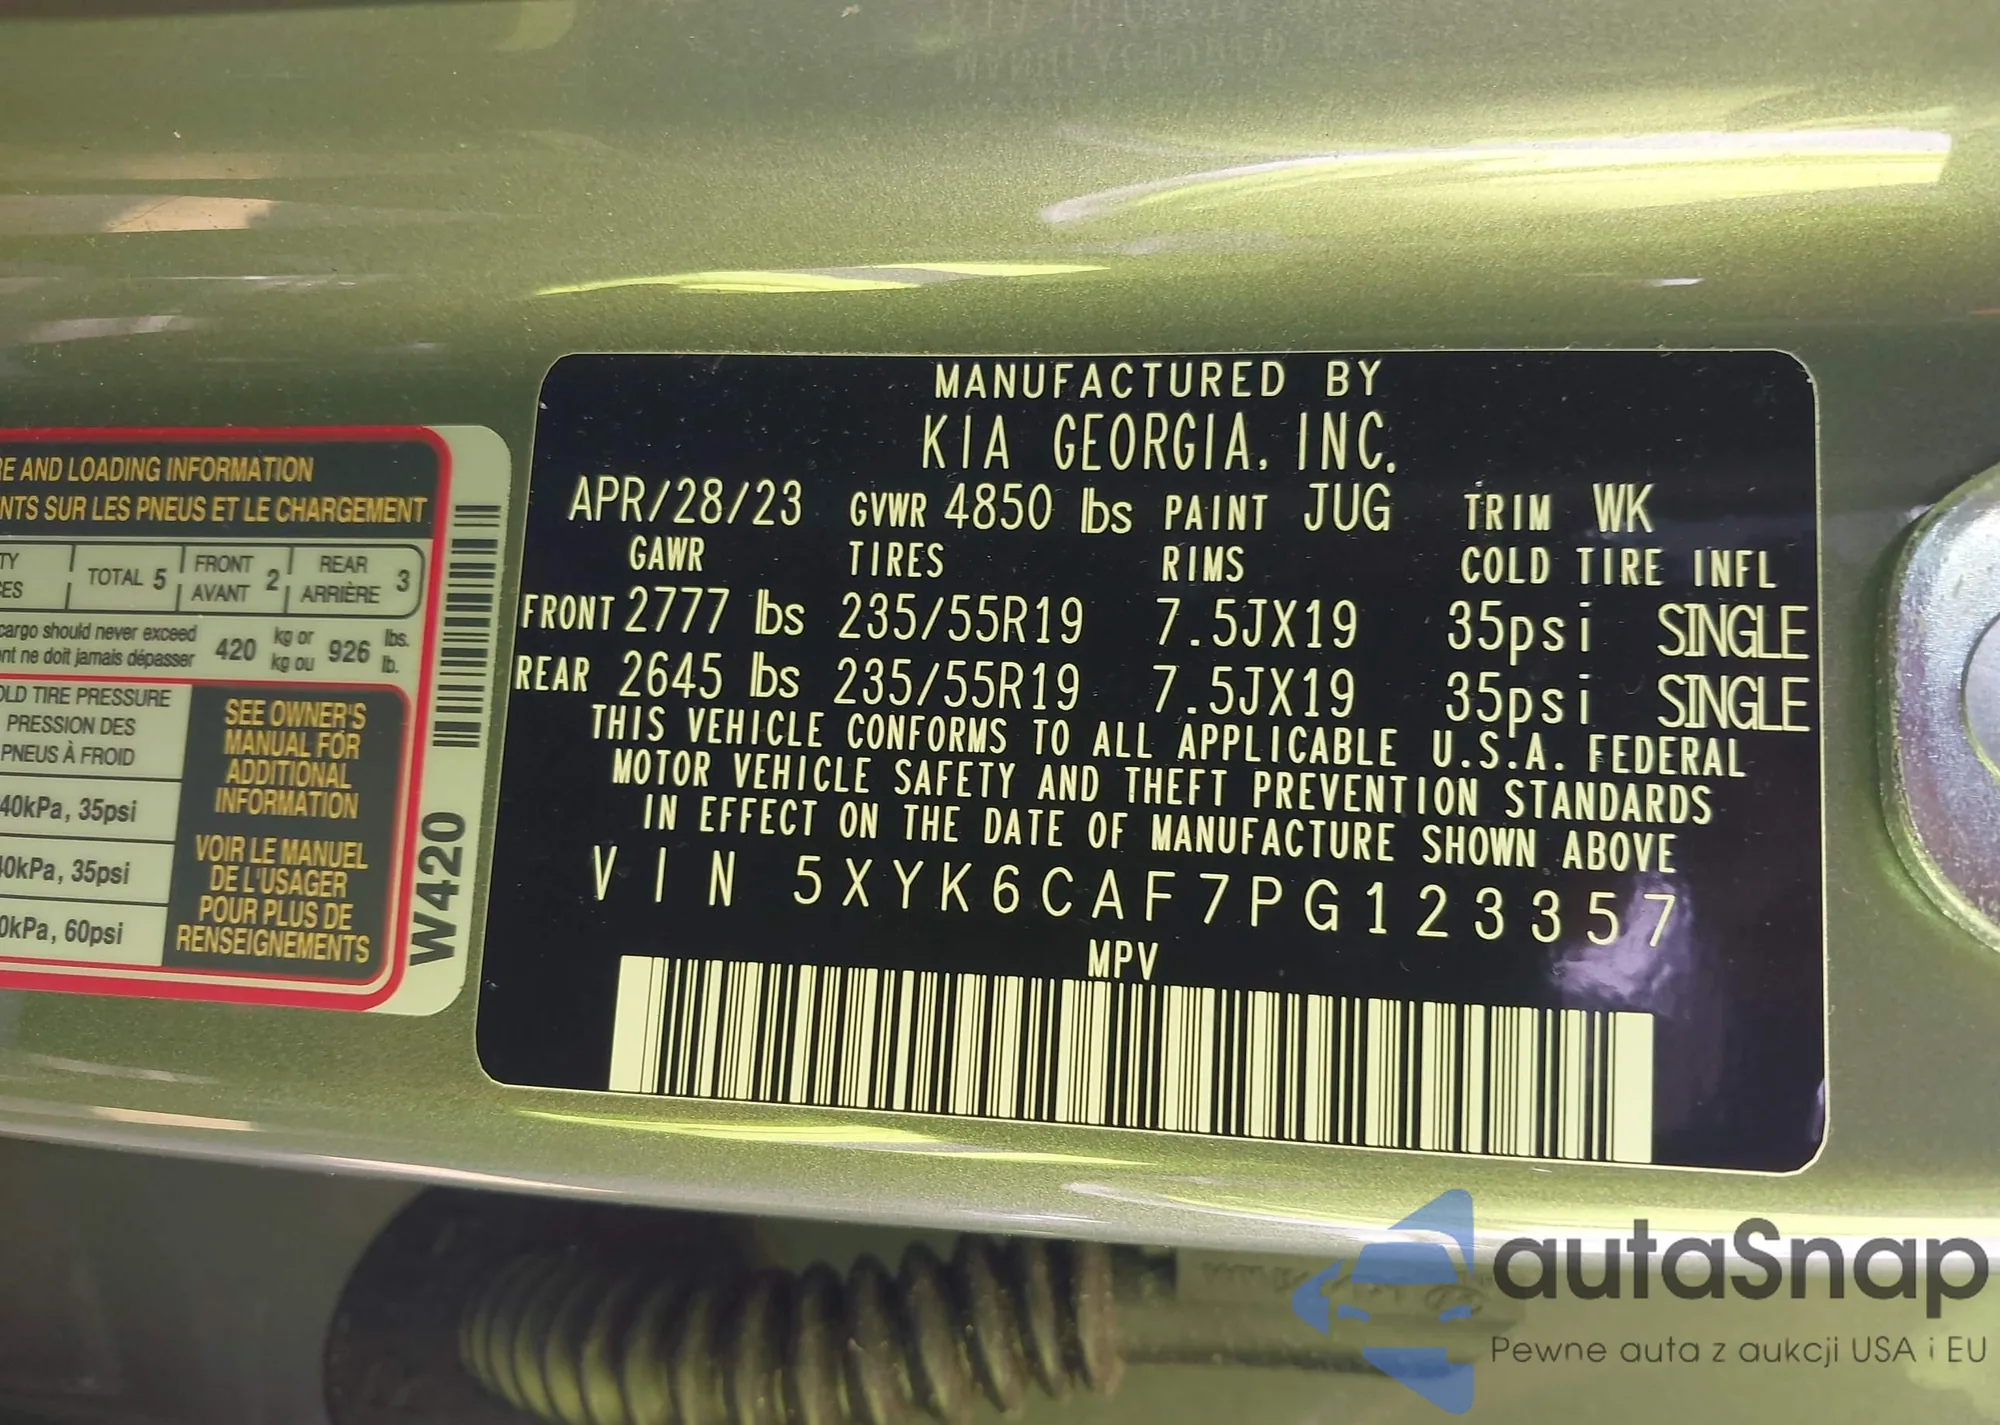 RE AND LOADING INFORMATION
NTS SUR LES PNEUS ET LE CHARGEMENT
TY
CES
TOTAL 5
FRONT
AVANT
2
REAR
ARRIÈRE
3
cargo should never exceed
nt ne doit jamais dépasser
420
kg or
kg ou
926
lbs.
lb.
OLD TIRE PRESSURE
PRESSION DES
PNEUS À FROID
40kPa, 35psi
40kPa, 35psi
0kPa, 60psi
SEE OWNER'S
MANUAL FOR
ADDITIONAL
INFORMATION
VOIR LE MANUEL
DE L'USAGER
POUR PLUS DE
RENSEIGNEMENTS
W420
MANUFACTURED BY
KIA GEORGIA, INC.
APR/28/23 GVWR 4850 lbs PAINT JUG TRIM WK
GAWR TIRES RIMS COLD TIRE INFL
FRONT 2777 lbs 235/55R19 7.5JX19 35psi SINGLE
REAR 2645 lbs 235/55R19 7.5JX19 35psi SINGLE
THIS VEHICLE CONFORMS TO ALL APPLICABLE U.S.A. FEDERAL
MOTOR VEHICLE SAFETY AND THEFT PREVENTION STANDARDS
IN EFFECT ON THE DATE OF MANUFACTURE SHOWN ABOVE
VIN 5XYK6CAF7PG123357
MPV
autaSnap
Pewne auta z aukcji USA i EU